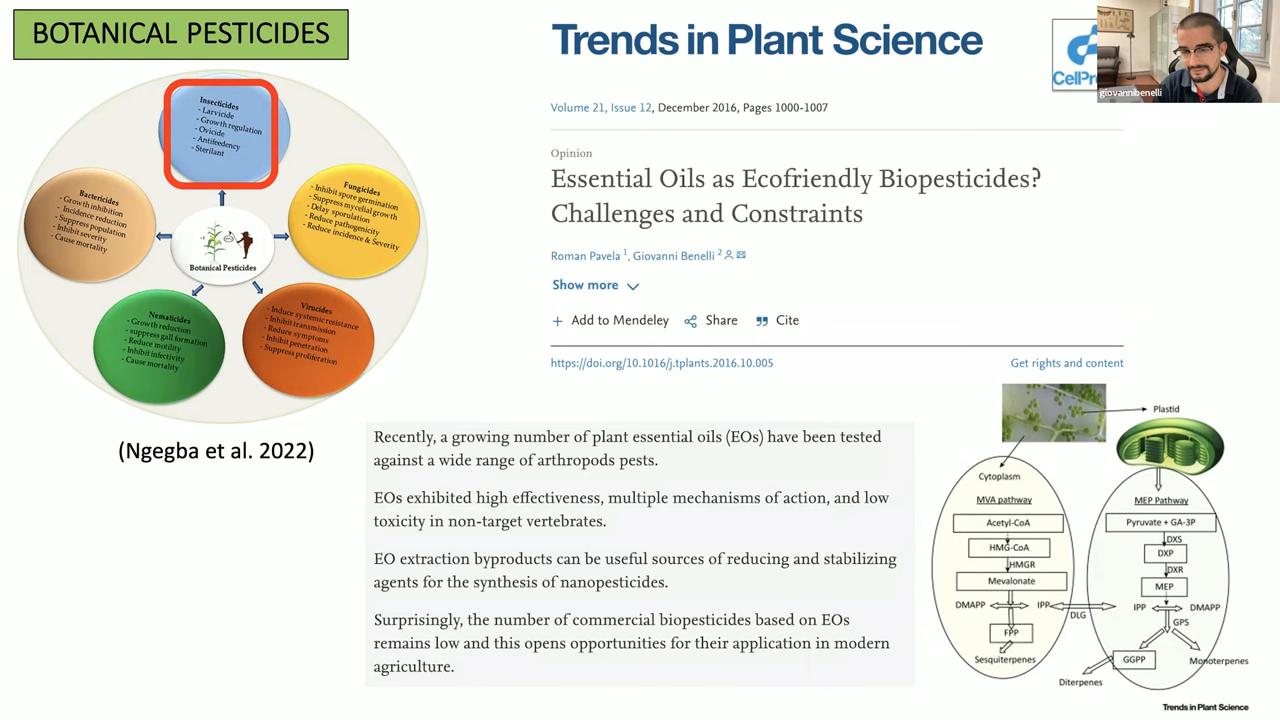 BOTANICAL PESTICIDES
Insecticides
- Larvicide
- Growth regulation
- Ovicide
- Antifeedency
- Sterilant
Bactericides
- Growth inhibition
- Incidence reduction
- Suppress population
- Inhibit severity
- Cause mortality
Fungicides
- Inhibit spore germination
- Suppress mycelial growth
- Delay sporulation
- Reduce pathogenicity
- Reduce incidence & Severity
Botanical Pesticides
Nematicides
- Growth reduction
- suppress gall formation
- Reduce motility
- Inhibit infectivity
- Cause mortality
Virucides
- Induce systemic resistance
- Inhibit transmission
- Reduce symptoms
- Inhibit penetration
- Suppress proliferation
(Ngegba et al. 2022)
Trends in Plant Science
giovannibenelli
Volume 21, Issue 12, December 2016, Pages 1000-1007
Opinion
Essential Oils as Ecofriendly Biopesticides?
Challenges and Constraints
Roman Pavela 1, Giovanni Benelli 2
Show more
Add to Mendeley Share Cite
https://doi.org/10.1016/j.tplants.2016.10.005 Get rights and content
Recently, a growing number of plant essential oils (EOs) have been tested
against a wide range of arthropods pests.
EOs exhibited high effectiveness, multiple mechanisms of action, and low
toxicity in non-target vertebrates.
EO extraction byproducts can be useful sources of reducing and stabilizing
agents for the synthesis of nanopesticides.
Surprisingly, the number of commercial biopesticides based on EOs
remains low and this opens opportunities for their application in modern
agriculture.
Plastid
Cytoplasm
MVA pathway
Acetyl-CoA
HMG-CoA
HMGR
Mevalonate
DMAPP IPP
DLG
FPP
Sesquiterpenes
MEP Pathway
Pyruvate + GA-3P
DXS
DXP
DXR
MEP
IPP DMAPP
GPS
GGPP
Monoterpenes
Diterpenes
Trends in Plant Science